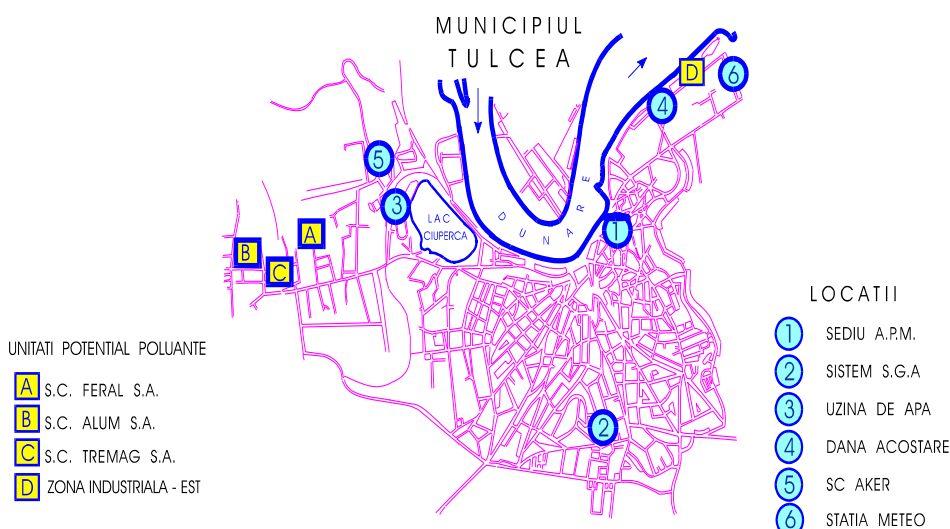 MUNICIPIUL
TULCEA
D
6
4
5
3
LAC
CIUPERCA
DUNARE
1
A
B
C
2
LOCATII
1 SEDIU A.P.M.
2 SISTEM S.G.A
3 UZINA DE APA
4 DANA ACOSTARE
5 SC AKER
6 STATIA METEO
UNITATI POTENTIAL POLUANTE
A S.C. FERAL S.A.
B S.C. ALUM S.A.
C S.C. TREMAG S.A.
D ZONA INDUSTRIALA - EST